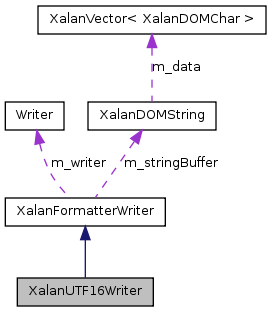 XalanVector< XalanDOMChar >
m_data
Writer
XalanDOMString
m_writer
m_stringBuffer
XalanFormatterWriter
XalanUTF16Writer